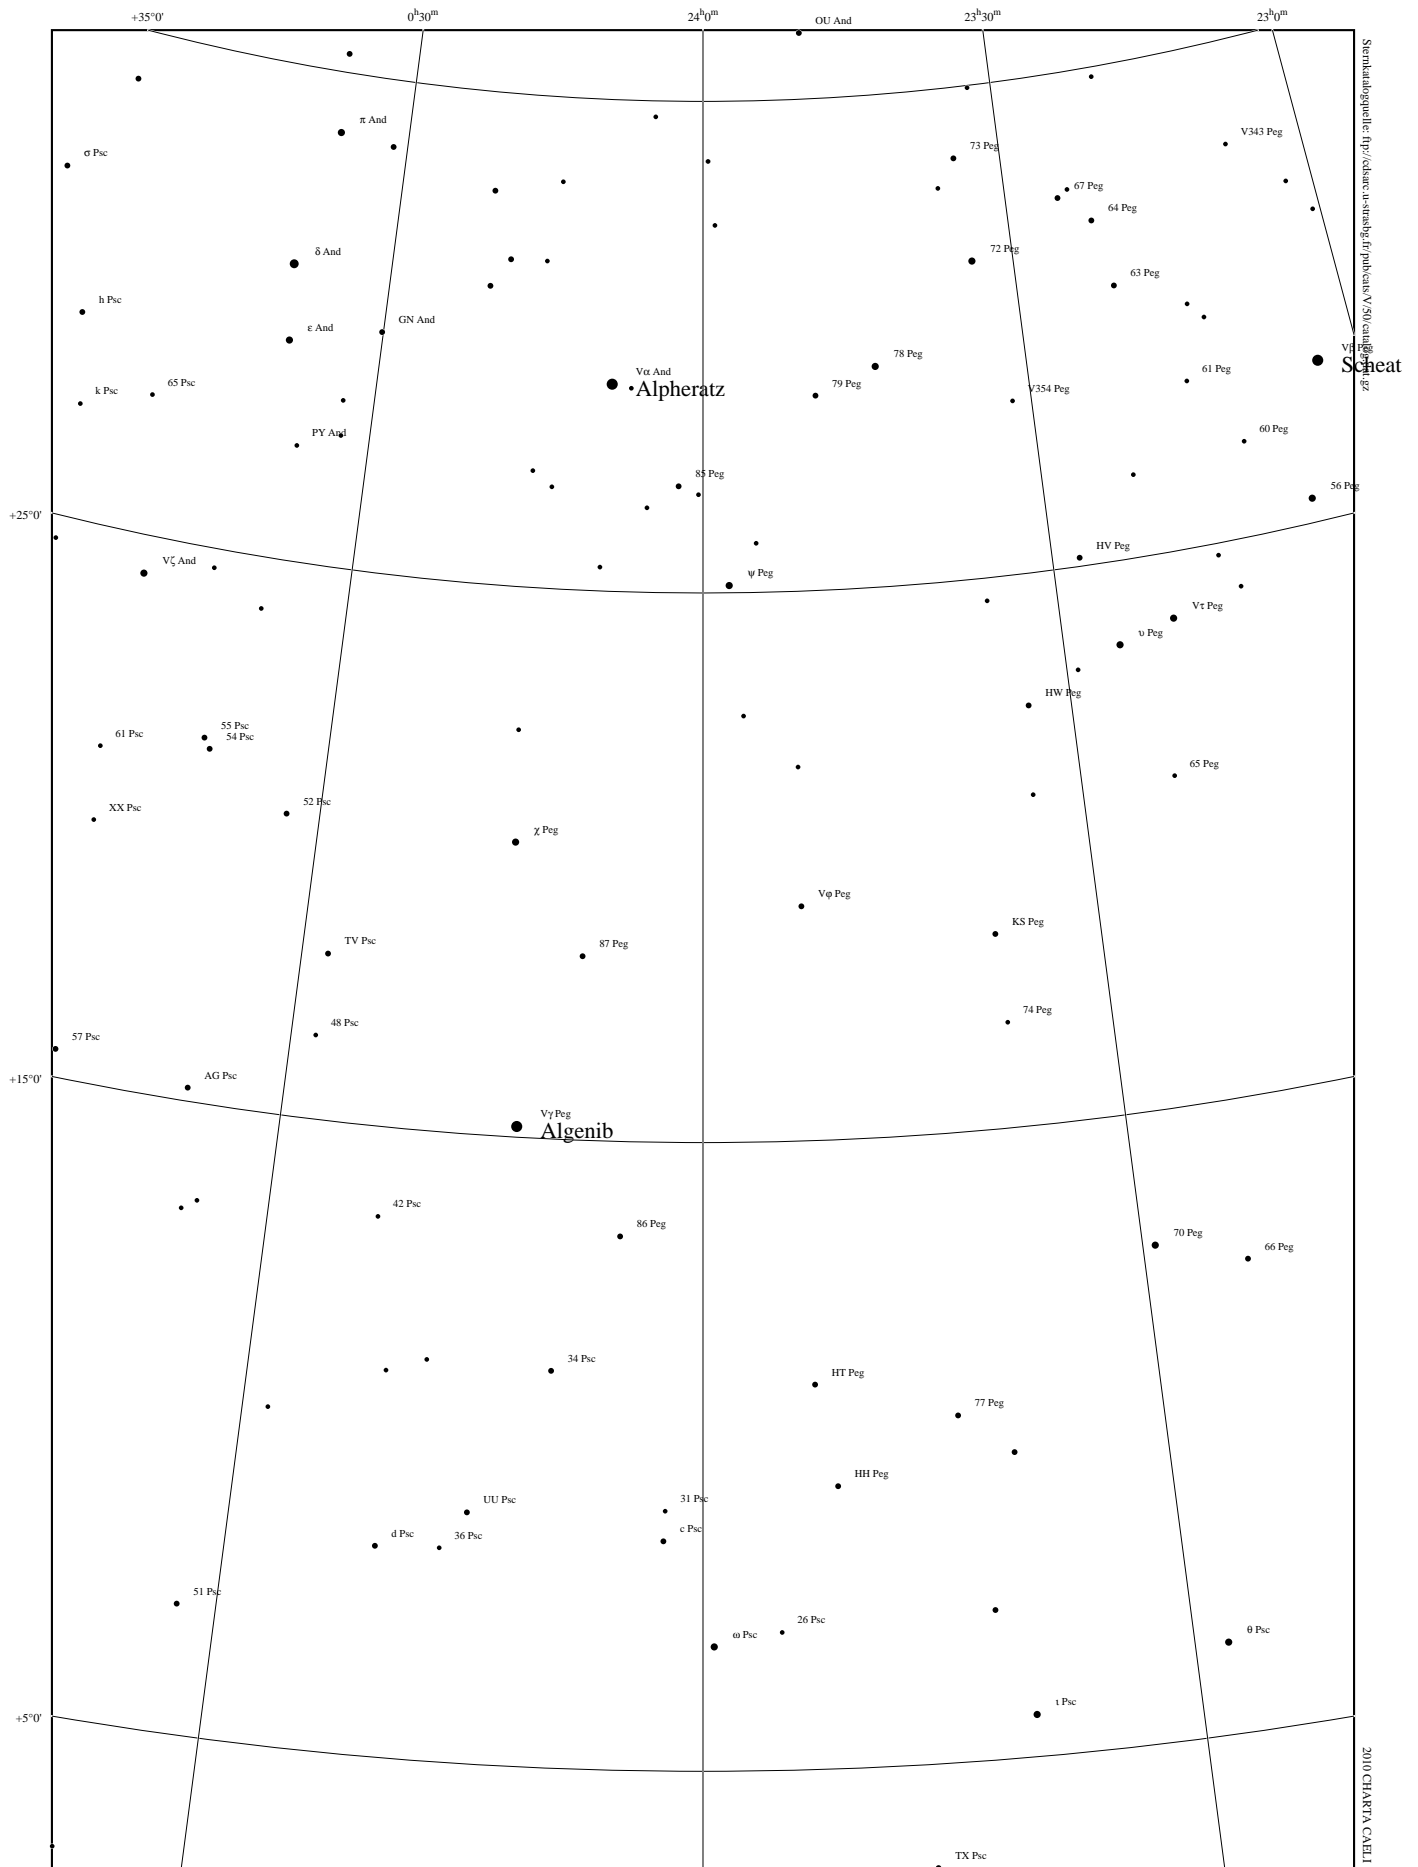 OU And
+35°0'
0h30m
24h0m
23h30m
23h0m
π And
σ Psc
V343 Peg
73 Peg
67 Peg
64 Peg
δ And
72 Peg
63 Peg
h Psc
GN And
ε And
Vβ Peg
Scheat
78 Peg
Vα And
Alpheratz
61 Peg
65 Psc
79 Peg
k Psc
V354 Peg
60 Peg
PY And
85 Peg
56 Peg
+25°0'
HV Peg
Vζ And
ψ Peg
Vτ Peg
υ Peg
HW Peg
55 Psc
61 Psc
54 Psc
65 Peg
52 Psc
XX Psc
χ Peg
Vφ Peg
KS Peg
TV Psc
87 Peg
74 Peg
48 Psc
57 Psc
+15°0'
AG Psc
Vγ Peg
Algenib
42 Psc
86 Peg
70 Peg
66 Peg
34 Psc
HT Peg
77 Peg
HH Peg
UU Psc
31 Psc
c Psc
d Psc
36 Psc
51 Psc
26 Psc
ω Psc
θ Psc
ι Psc
+5°0'
TX Psc
2010 CHARTA CAELI